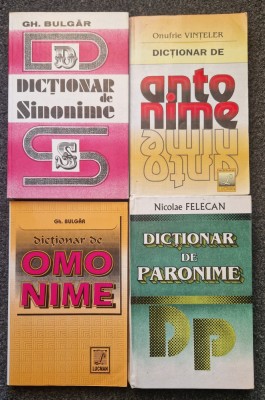 GH. BULGĂR
D D
DICȚIONAR
de
Sinonime
S S
Onufrie VINȚELER
DICȚIONAR DE
anto
nime
GH. BULGĂR
dicționar de
OMO
NIME
LUCMAN
Nicolae FELECAN
DICȚIONAR
DE
PARONIME
Dp